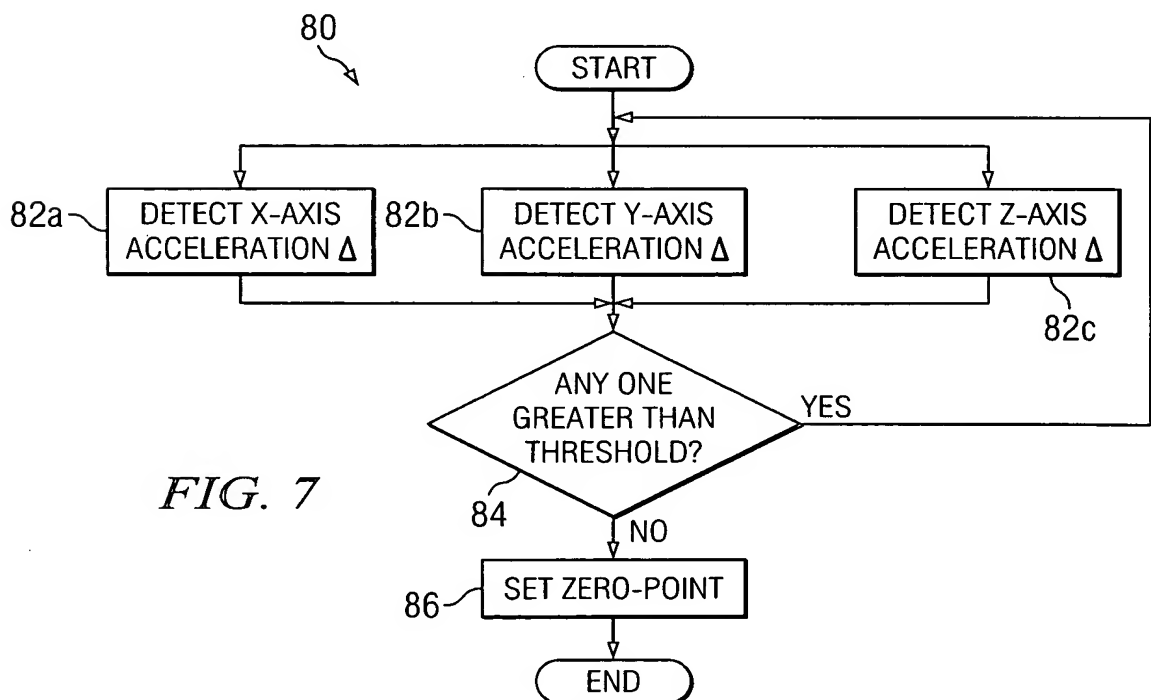 80
START
82a
DETECT X-AXIS
ACCELERATION Δ
82b
DETECT Y-AXIS
ACCELERATION Δ
DETECT Z-AXIS
ACCELERATION Δ
82c
ANY ONE
GREATER THAN
THRESHOLD?
YES
84
NO
FIG. 7
86
SET ZERO-POINT
END